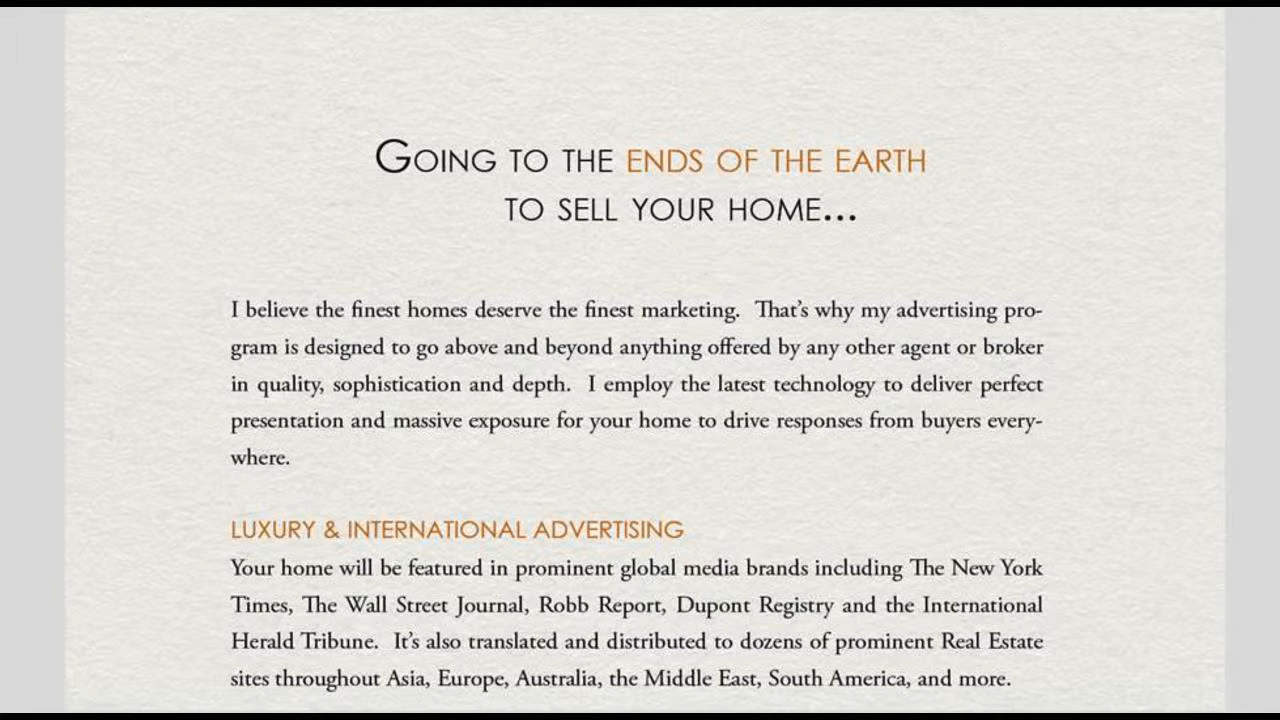 Going to the ends of the earth
to sell your home...
I believe the finest homes deserve the finest marketing. That's why my advertising pro-
gram is designed to go above and beyond anything offered by any other agent or broker
in quality, sophistication and depth. I employ the latest technology to deliver perfect
presentation and massive exposure for your home to drive responses from buyers every-
where.
LUXURY & INTERNATIONAL ADVERTISING
Your home will be featured in prominent global media brands including The New York
Times, The Wall Street Journal, Robb Report, Dupont Registry and the International
Herald Tribune. It's also translated and distributed to dozens of prominent Real Estate
sites throughout Asia, Europe, Australia, the Middle East, South America, and more.